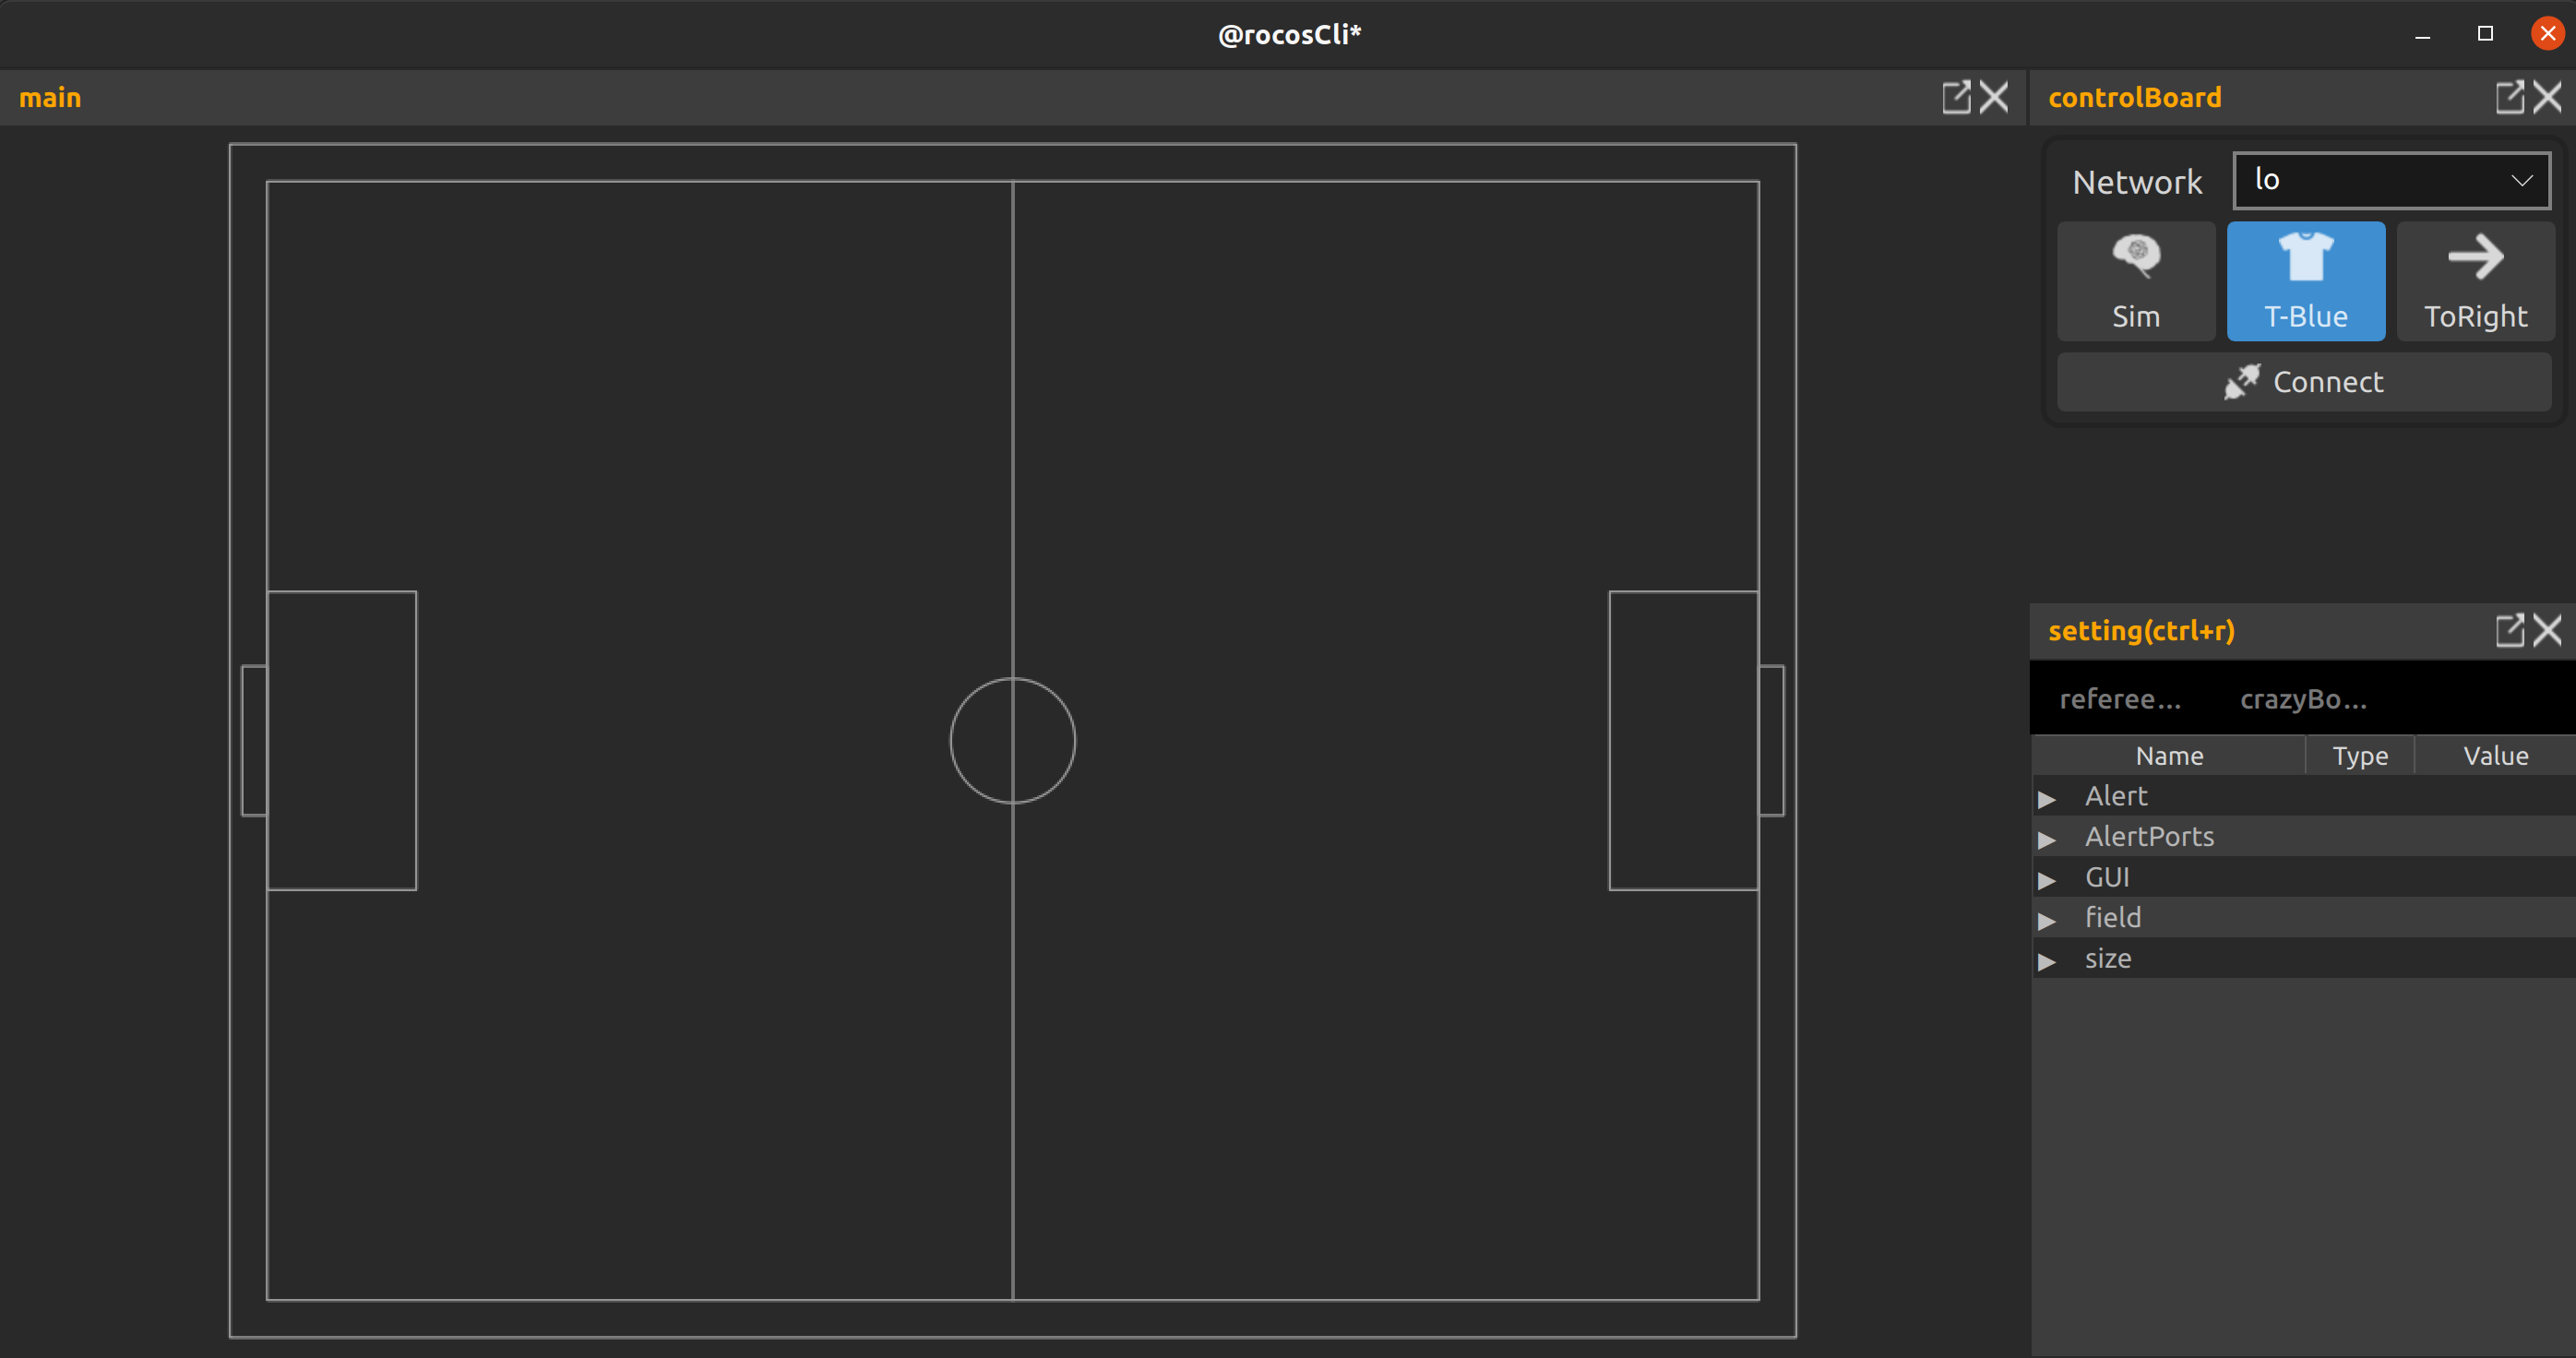 @rocosCli*
main
controlBoard
Network lo
Sim T-Blue ToRight
Connect
setting(ctrl+r)
referee... crazyBo...
Name Type Value
Alert
AlertPorts
GUI
field
size